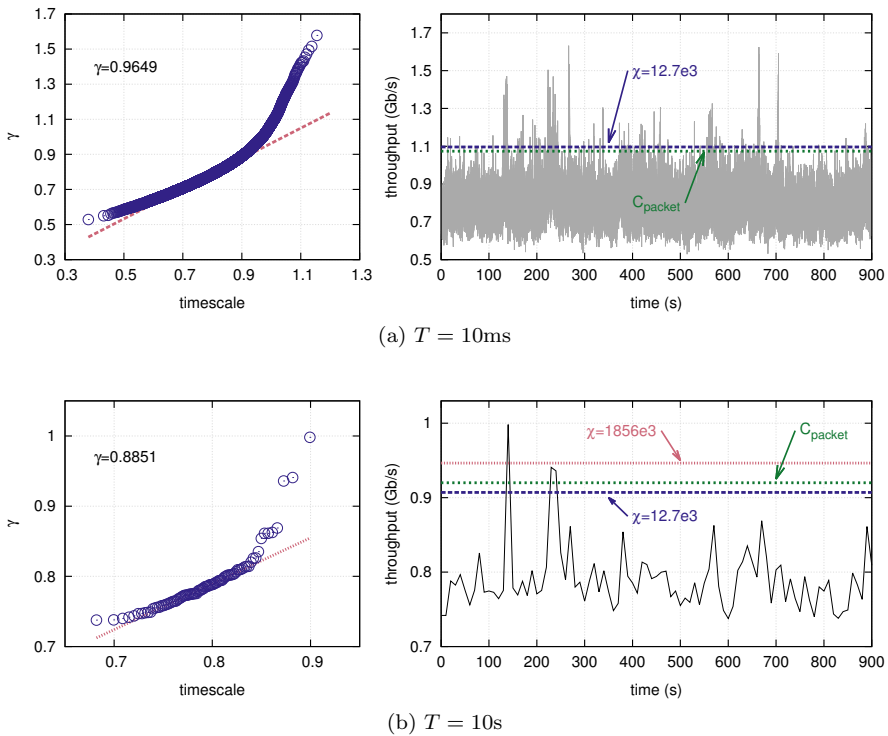 1.7
1.5
1.3
1.1
0.9
0.7
0.5
0.3
γ
γ=0.9649
0.3 0.5 0.7 0.9 1.1 1.3
timescale
1.7
1.5
1.3
1.1
0.9
0.7
0.5
throughput (Gb/s)
χ=12.7e3
C_packet
0 100 200 300 400 500 600 700 800 900
time (s)
(a) T = 10ms
1
0.9
0.8
0.7
γ
γ=0.8851
0.7 0.8 0.9
timescale
1
0.9
0.8
0.7
throughput (Gb/s)
χ=1856e3
C_packet
χ=12.7e3
0 100 200 300 400 500 600 700 800 900
time (s)
(b) T = 10s